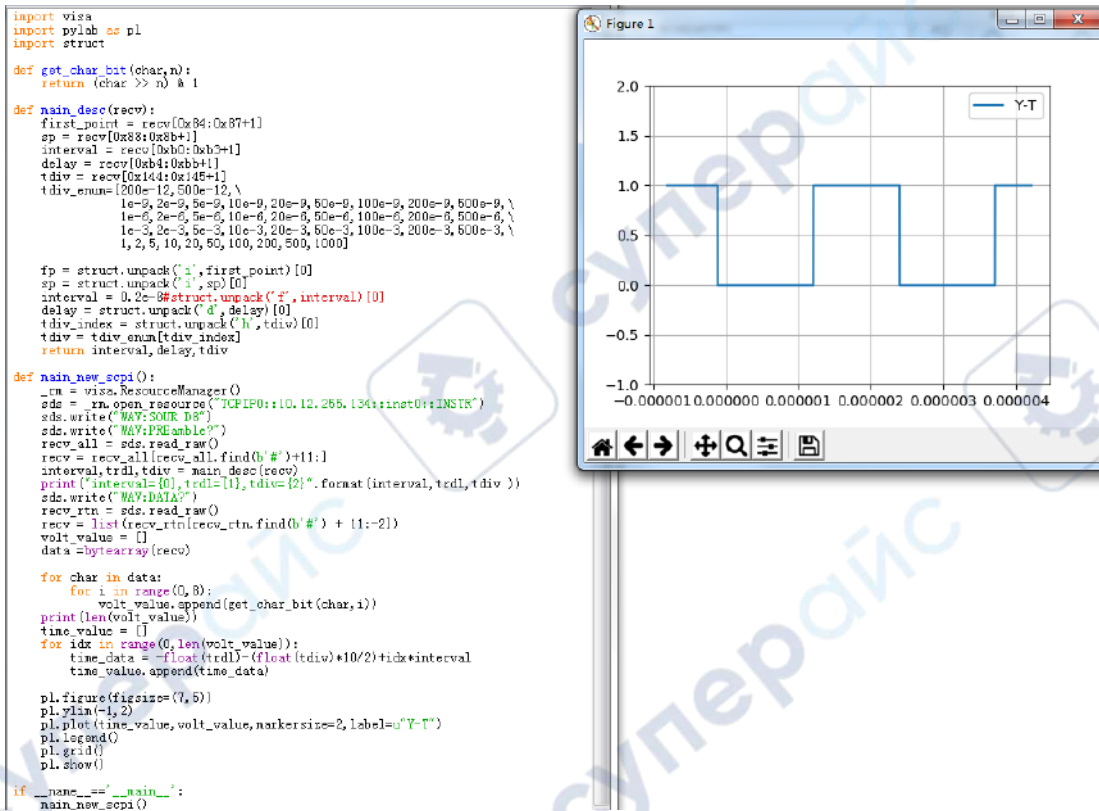 import visa
import pylab as pl
import struct
def get_char_bit(char,n):
    return (char >> n) & 1
def main_desc(recv):
    first_point = recv[0x84:0x87+1]
    sp = recv[0x88:0x8b+1]
    interval = recv[0xb0:0xb3+1]
    delay = recv[0xb4:0xbb+1]
    tdiv = recv[0x144:0x145+1]
    tdiv_enum=[200e-12,500e-12,\
            1e-9,2e-9,5e-9,10e-9,20e-9,50e-9,100e-9,200e-9,500e-9,\
            1e-6,2e-6,5e-6,10e-6,20e-6,50e-6,100e-6,200e-6,500e-6,\
            1e-3,2e-3,5e-3,10e-3,20e-3,50e-3,100e-3,200e-3,500e-3,\
            1,2,5,10,20,50,100,200,500,1000]
    fp = struct.unpack('i',first_point)[0]
    sp = struct.unpack('i',sp)[0]
    interval = 0.2e-8#struct.unpack('f',interval)[0]
    delay = struct.unpack('d',delay)[0]
    tdiv_index = struct.unpack('h',tdiv)[0]
    tdiv = tdiv_enum[tdiv_index]
    return interval,delay,tdiv
def main_new_scpi():
    _rm = visa.ResourceManager()
    sds = _rm.open_resource("TCPIP0::10.12.255.134::inst0::INSTR")
    sds.write("WAV:SOUR D8")
    sds.write("WAV:PREamble?")
    recv_all = sds.read_raw()
    recv = recv_all[recv_all.find(b'#')+11:]
    interval,trdl,tdiv = main_desc(recv)
    print("interval={0},trdl={1},tdiv={2}".format(interval,trdl,tdiv ))
    sds.write("WAV:DATA?")
    recv_rtn = sds.read_raw()
    recv = list(recv_rtn[recv_rtn.find(b'#') + 11:-2])
    volt_value = []
    data =bytearray(recv)
    for char in data:
        for i in range(0,8):
            volt_value.append(get_char_bit(char,i))
    print(len(volt_value))
    time_value = []
    for idx in range(0,len(volt_value)):
        time_data = -float(trdl)-(float(tdiv)*10/2)+idx*interval
        time_value.append(time_data)
    pl.figure(figsize=(7,5))
    pl.ylim(-1,2)
    pl.plot(time_value,volt_value,markersize=2,label=u"Y-T")
    pl.legend()
    pl.grid()
    pl.show()
if __name__=='__main__':
    main_new_scpi()
Figure 1
Y-T
2.0
1.5
1.0
0.5
0.0
−0.5
−1.0
−0.000001 0.000000 0.000001 0.000002 0.000003 0.000004
суперайс
суперайс
суперайс
суперайс